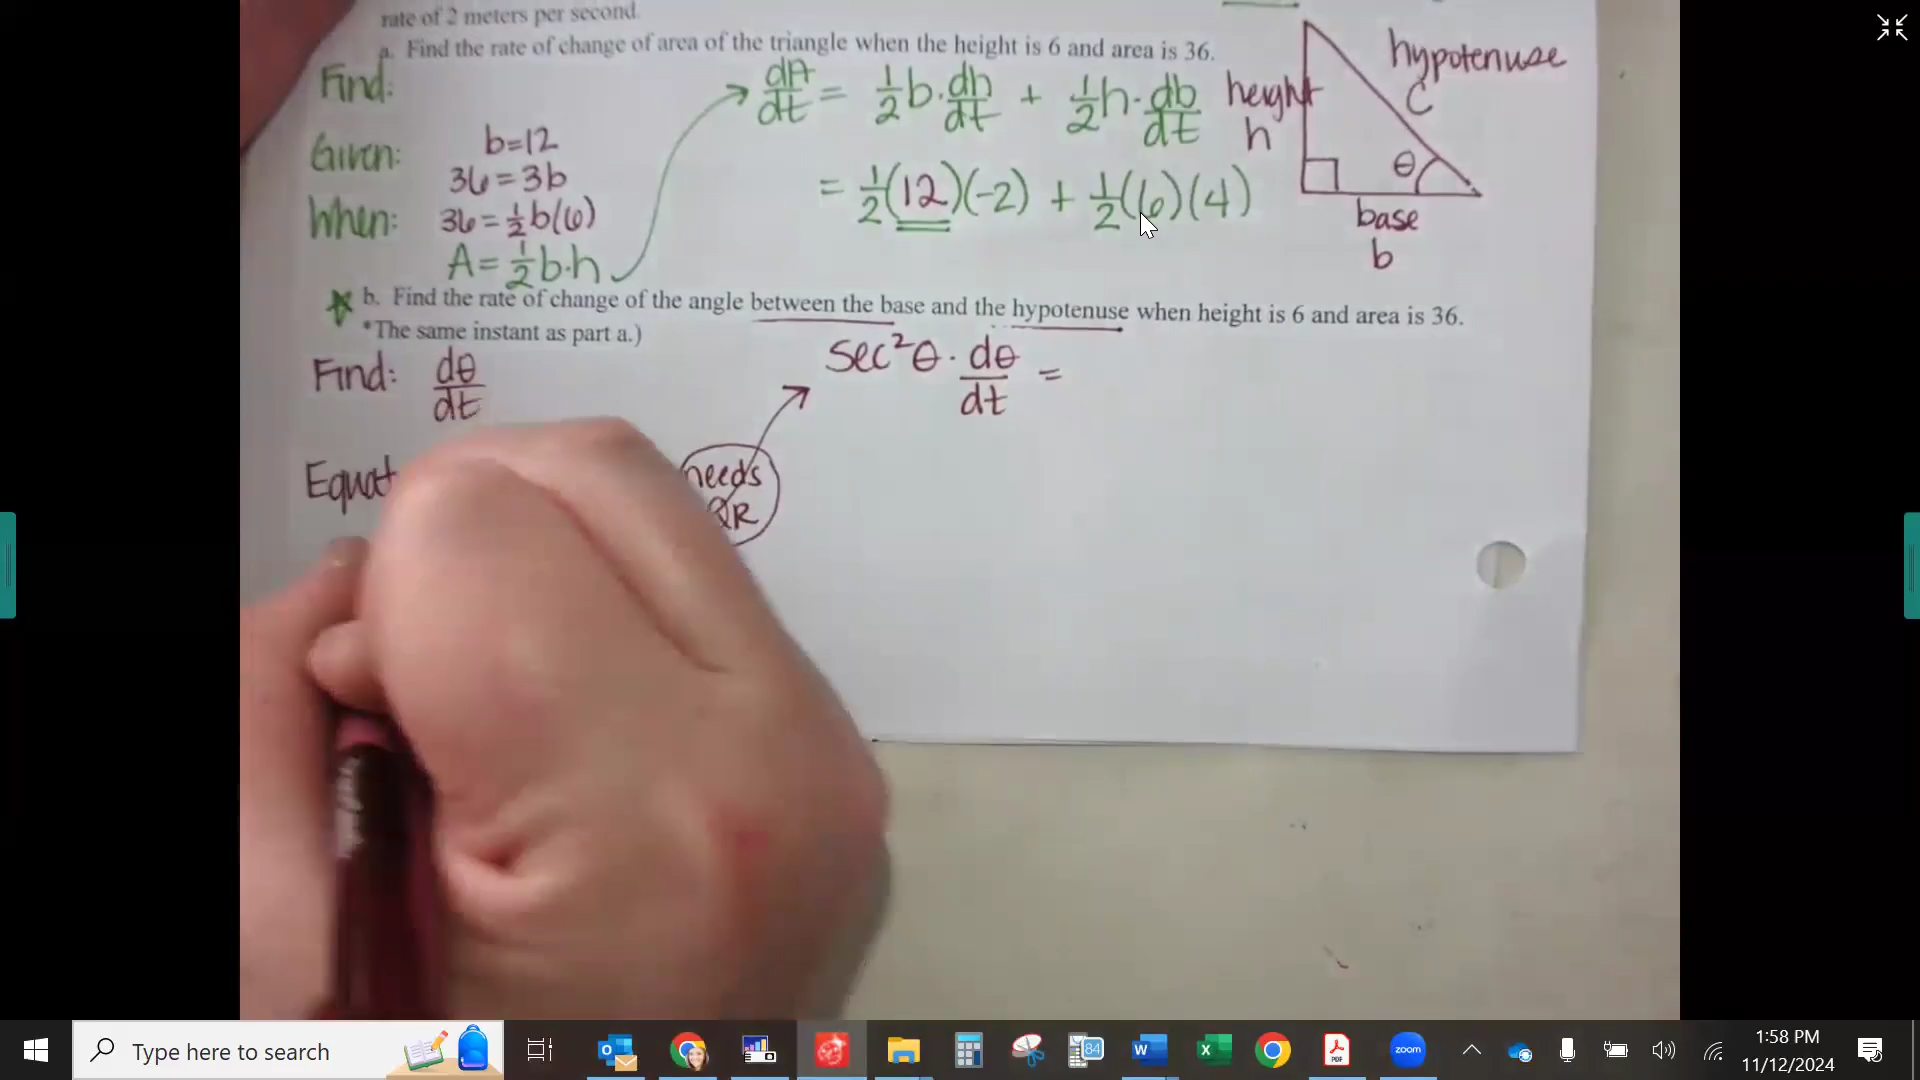 rate of 2 meters per second.
a. Find the rate of change of area of the triangle when the height is 6 and area is 36.
Find:
dA/dt = 1/2 b · dh/dt + 1/2 h · db/dt
height
h
hypotenuse
C
Given:
b=12
36=3b
= 1/2(12)(-2) + 1/2(6)(4)
θ
When:
36=1/2b(6)
base
b
A=1/2b·h
b. Find the rate of change of the angle between the base and the hypotenuse when height is 6 and area is 36.
*The same instant as part a.)
Find: dθ/dt
sec²θ · dθ/dt =
needs
QR
Type here to search
84
zoom
1:58 PM
11/12/2024